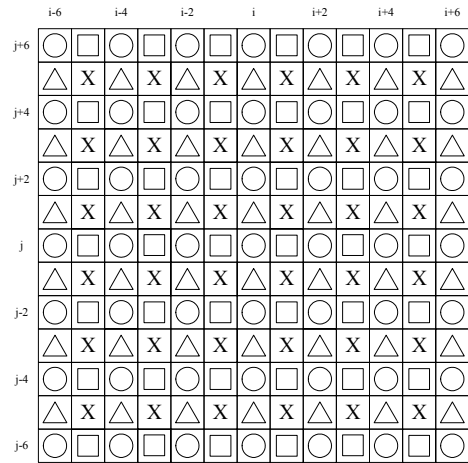 i-6 i-4 i-2 i i+2 i+4 i+6
j+6
X X X X X X
j+4
X X X X X X
j+2
X X X X X X
j
X X X X X X
j-2
X X X X X X
j-4
X X X X X X
j-6